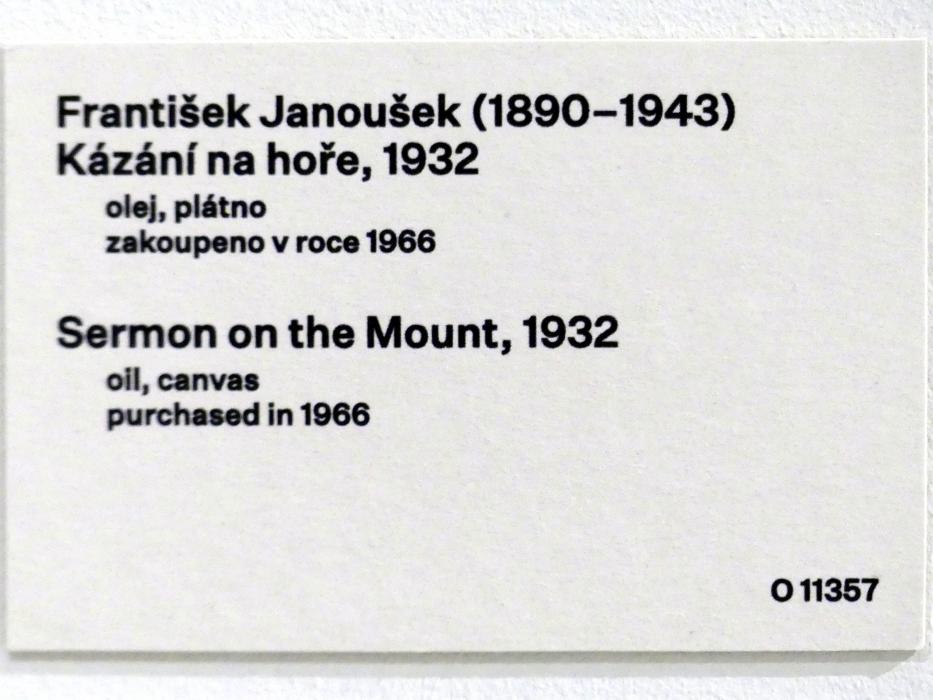 František Janoušek (1890–1943)
Kázání na hoře, 1932
olej, plátno
zakoupeno v roce 1966
Sermon on the Mount, 1932
oil, canvas
purchased in 1966
O 11357